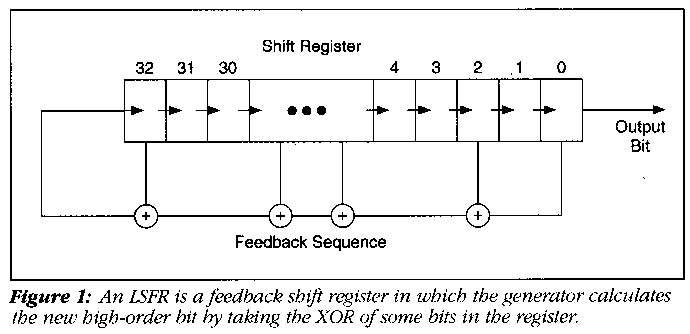 Shift Register
32 31 30 4 3 2 1 0
Output
Bit
+ + + +
Feedback Sequence
Figure 1: An LSFR is a feedback shift register in which the generator calculates
the new high-order bit by taking the XOR of some bits in the register.